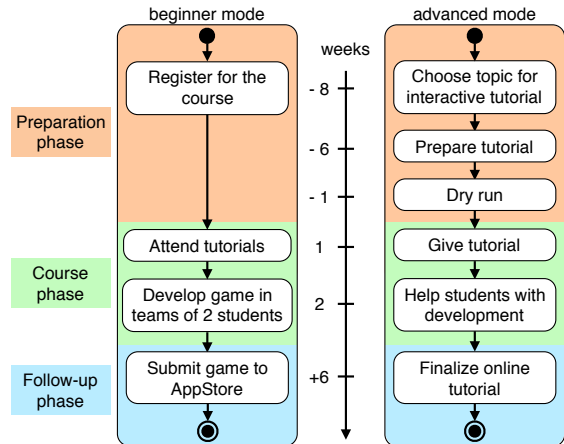 beginner mode
advanced mode
weeks
Register for the
course
- 8
Choose topic for
interactive tutorial
Preparation
phase
- 6
Prepare tutorial
- 1
Dry run
Attend tutorials
1
Give tutorial
Course
phase
Develop game in
teams of 2 students
2
Help students with
development
Follow-up
phase
Submit game to
AppStore
+6
Finalize online
tutorial